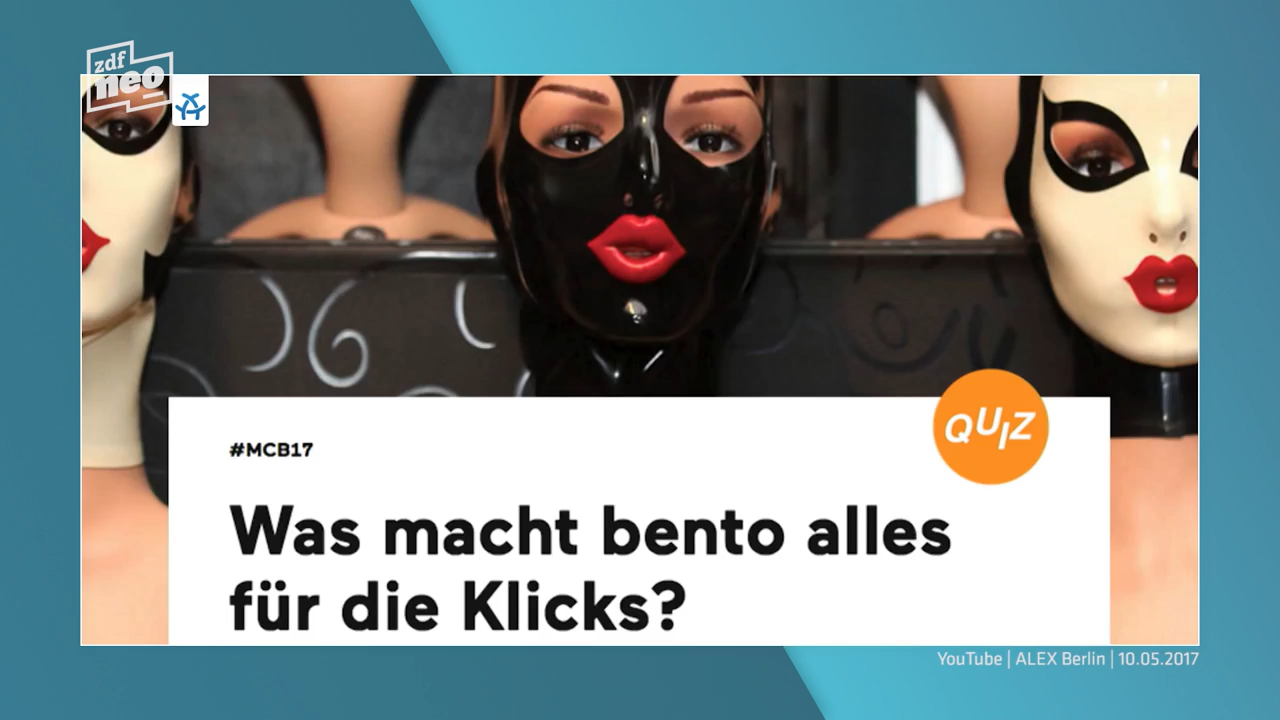 zdf
neo
#MCB17
QUIZ
Was macht bento alles
für die Klicks?
YouTube | ALEX Berlin | 10.05.2017